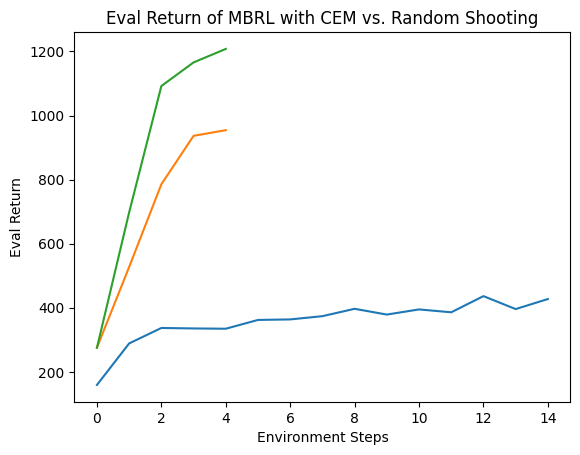 Eval Return of MBRL with CEM vs. Random Shooting
1200
1000
800
600
400
200
Eval Return
0 2 4 6 8 10 12 14
Environment Steps